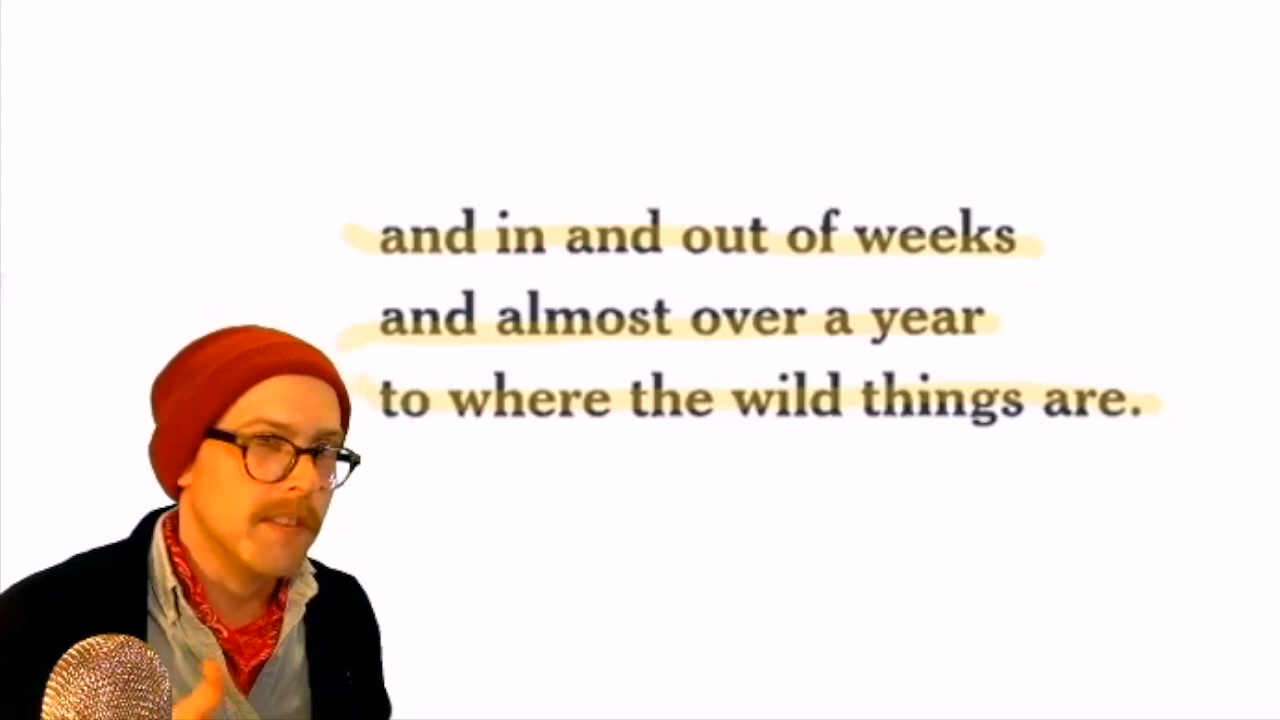 and in and out of weeks
and almost over a year
to where the wild things are.